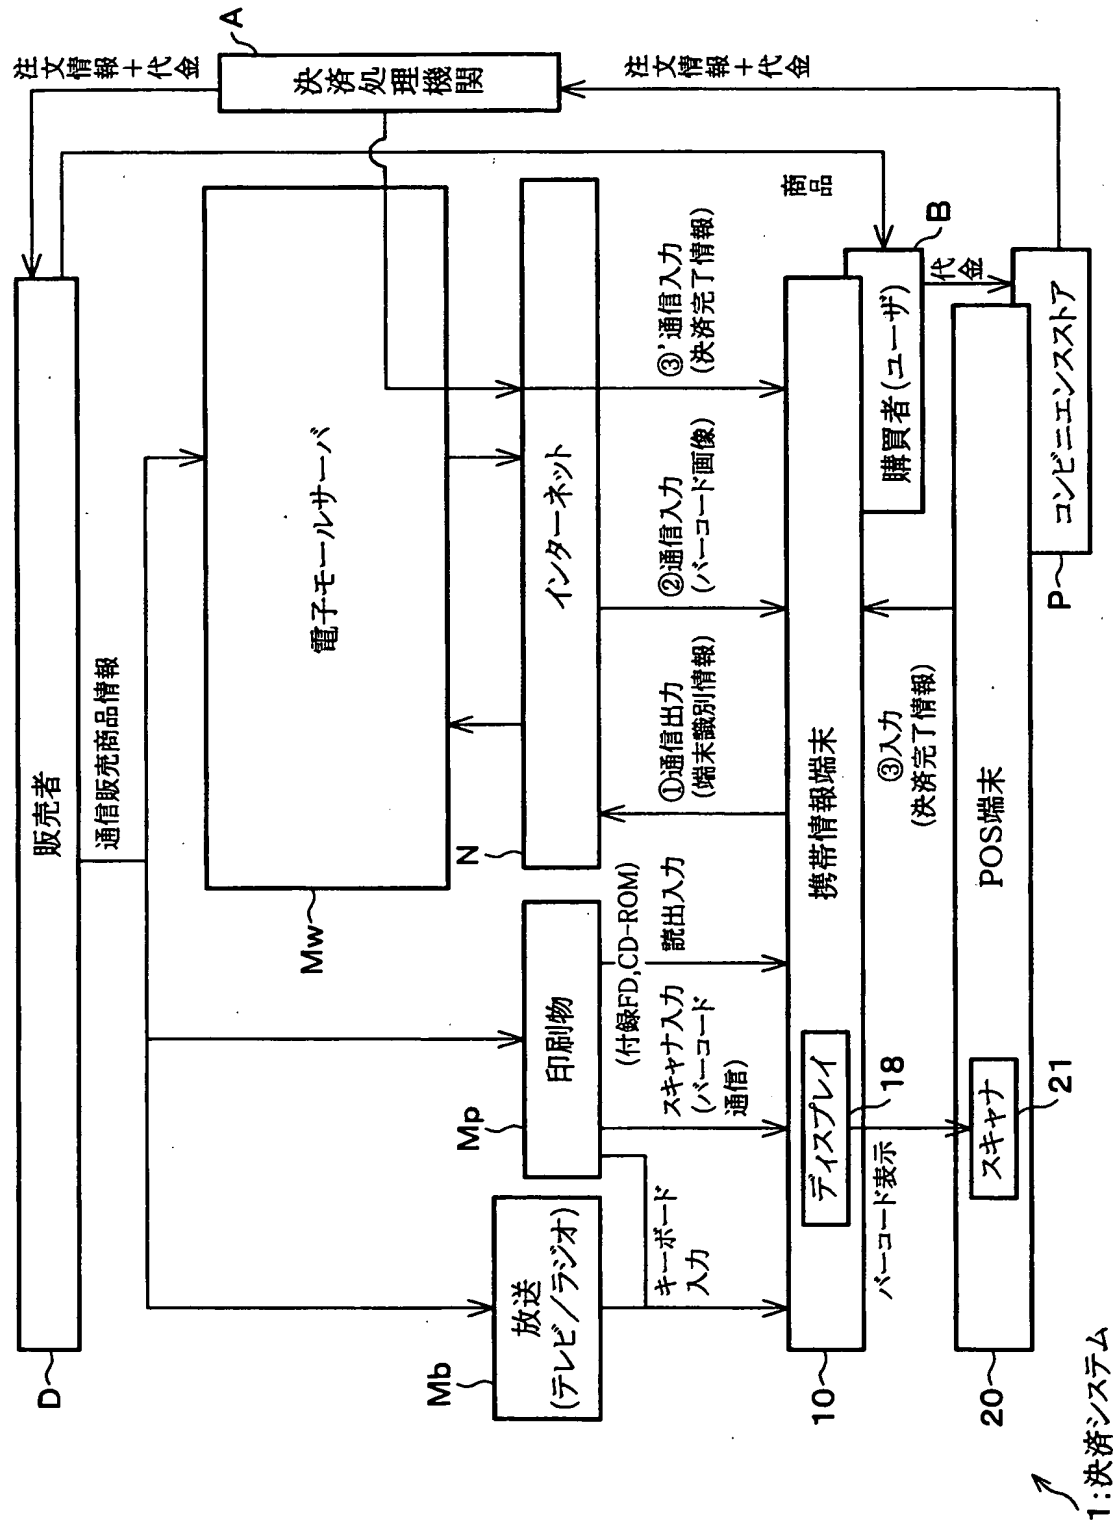 1:決済システム
D
販売者
通信販売商品情報
注文情報+代金
A
決済処理機関
注文情報+代金
Mw
電子モールサーバ
Mb
放送
(テレビ/ラジオ)
Mp
印刷物
N
インターネット
キーボード
入力
(付録FD,CD-ROM)
スキャナ入力
(バーコード
通信)
読出入力
①通信出力
(端末識別情報)
②通信入力
(バーコード画像)
③'通信入力
(決済完了情報)
商品
10
携帯情報端末
ディスプレイ
18
購買者(ユーザ)
B
バーコード表示
③入力
(決済完了情報)
代金
20
POS端末
スキャナ
21
コンビニエンスストア
P